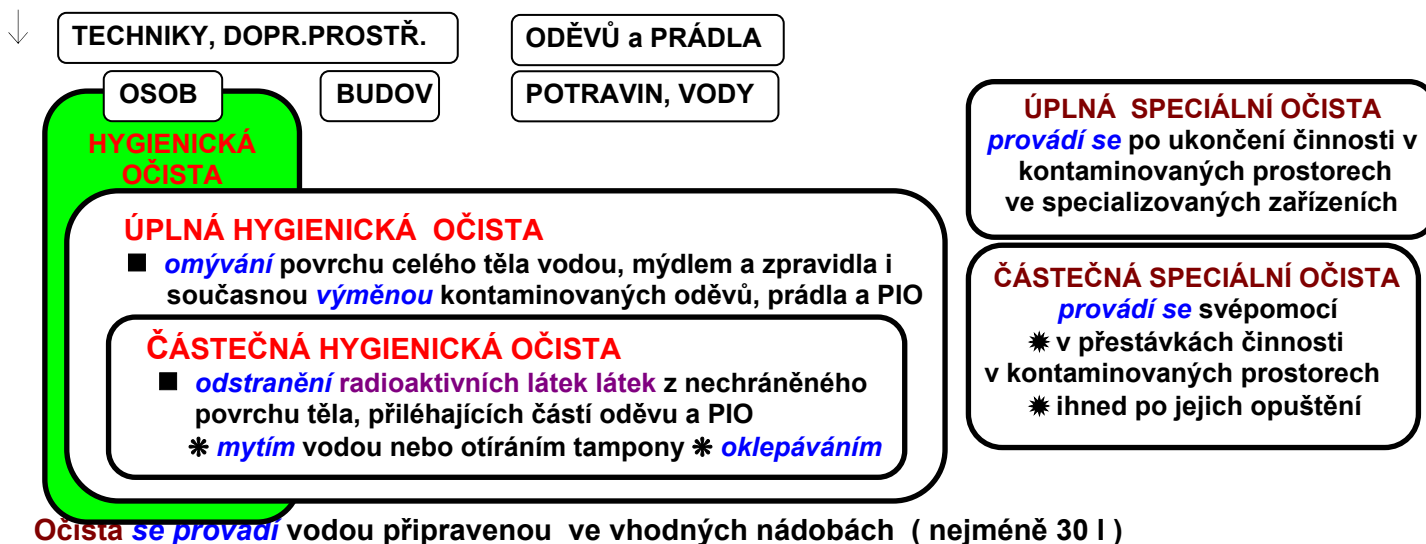 TECHNIKY, DOPR.PROSTŘ.
ODĚVŮ a PRÁDLA
OSOB
BUDOV
POTRAVIN, VODY
HYGIENICKÁ
OČISTA
ÚPLNÁ HYGIENICKÁ OČISTA
■ omývání povrchu celého těla vodou, mýdlem a zpravidla i
současnou výměnou kontaminovaných oděvů, prádla a PIO
ČÁSTEČNÁ HYGIENICKÁ OČISTA
■ odstranění radioaktivních látek látek z nechráněného
povrchu těla, přiléhajících částí oděvu a PIO
✱ mytím vodou nebo otíráním tampony ✱ oklepáváním
ÚPLNÁ SPECIÁLNÍ OČISTA
provádí se po ukončení činnosti v
kontaminovaných prostorech
ve specializovaných zařízeních
ČÁSTEČNÁ SPECIÁLNÍ OČISTA
provádí se svépomocí
✹ v přestávkách činnosti
v kontaminovaných prostorech
✹ ihned po jejich opuštění
Očista se provádí vodou připravenou ve vhodných nádobách ( nejméně 30 l )